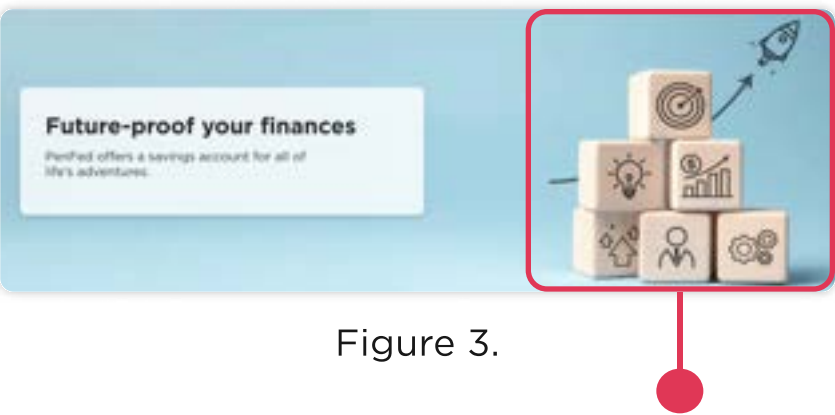 Future-proof your finances
PenFed offers a savings account for all of
life's adventures.
$
Figure 3.